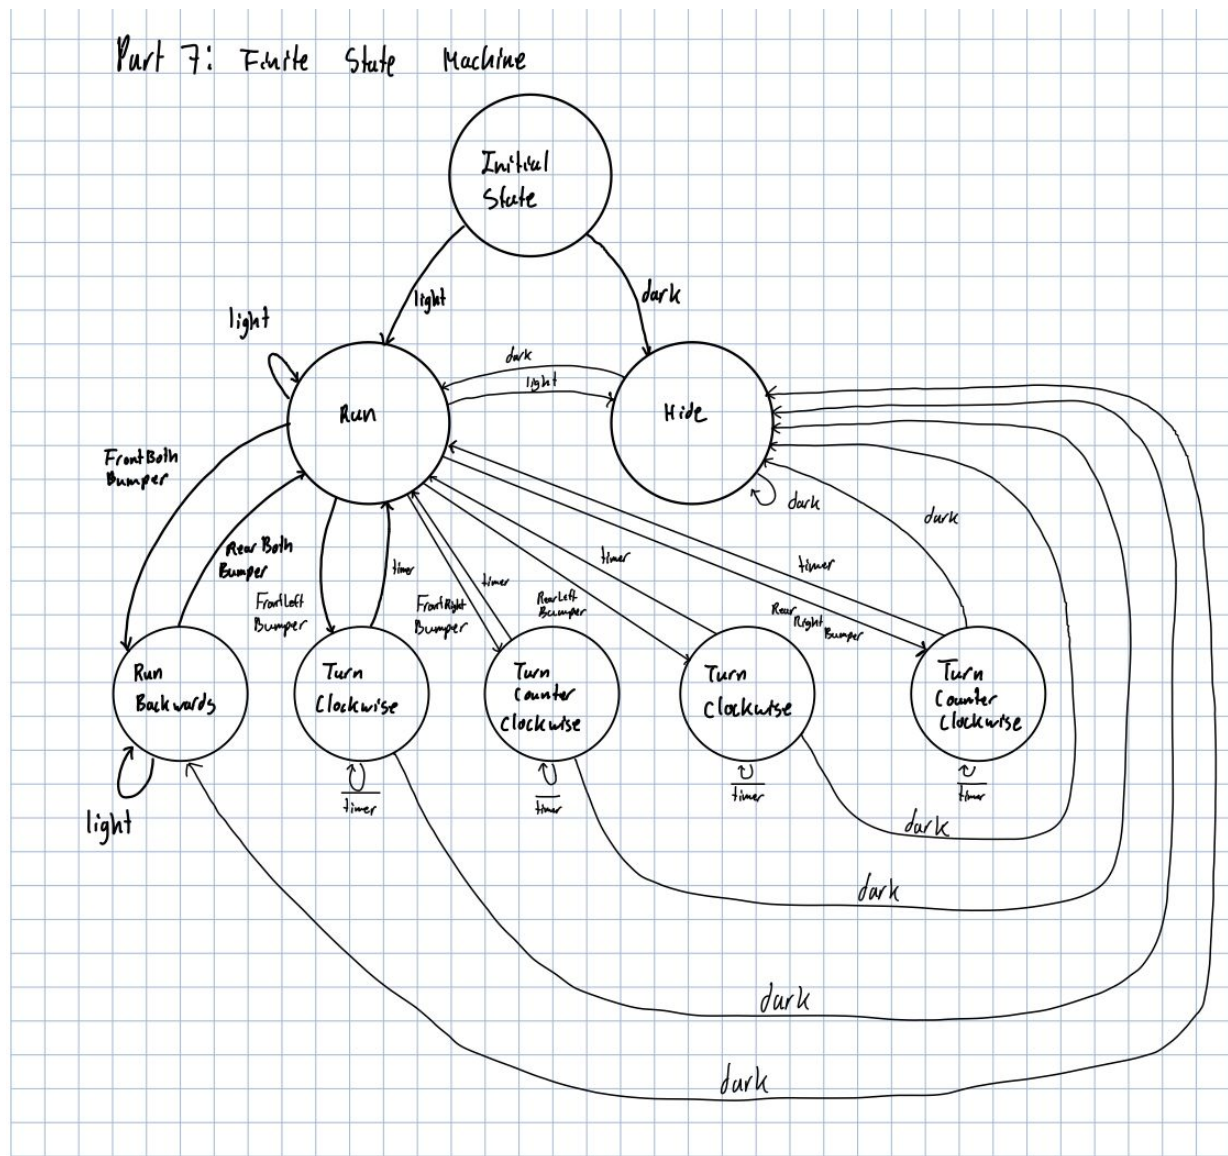 Part 7: Finite State Machine
Initial
State
light
dark
light
dark
light
Run
Hide
Front Both
Bumper
dark
dark
Rear Both
Bumper
timer
timer
timer
timer
Front Left
Bumper
Front Right
Bumper
Rear Left
Bumper
Rear
Right
Bumper
Run
Backwards
Turn
Clockwise
Turn
Counter
Clockwise
Turn
Clockwise
Turn
Counter
Clockwise
timer
timer
timer
timer
light
dark
dark
dark
dark